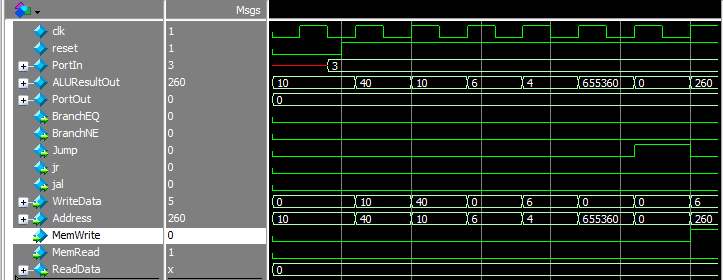 Msgs
clk 1
reset 1
PortIn 3 3
ALUResultOut 260 10 40 10 6 4 655360 0 260
PortOut 0 0
BranchEQ 0
BranchNE 0
Jump 0
jr 0
jal 0
WriteData 5 0 10 40 0 6 0 0 6
Address 260 10 40 10 6 4 655360 0 260
MemWrite 0
MemRead 1
ReadData x 0